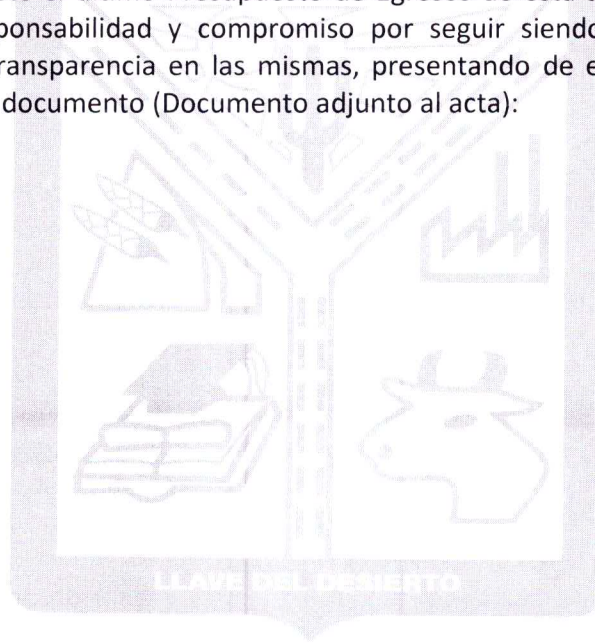 ponsabilidad y compromiso por seguir siendo
ransparencia en las mismas, presentando de e
documento (Documento adjunto al acta):
LLAVE DEL DESIERTO